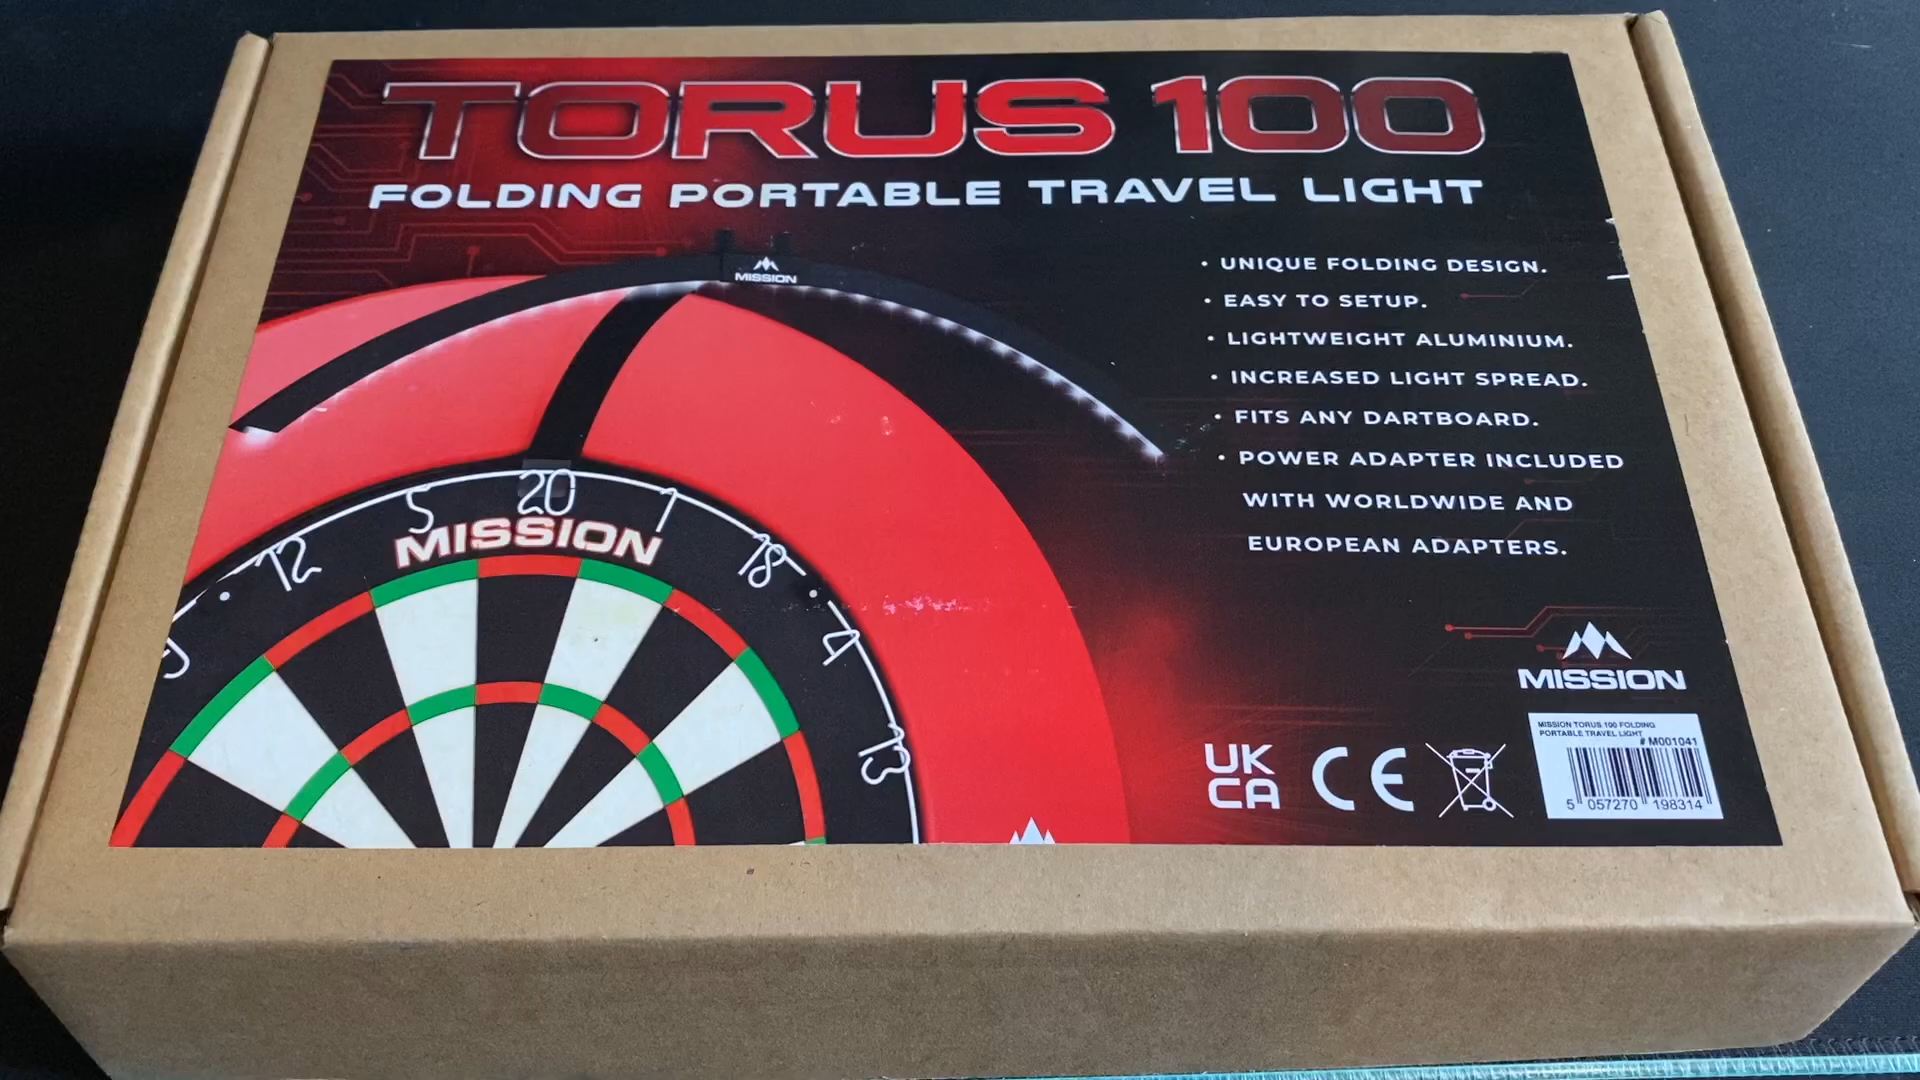 TORUS 100
FOLDING PORTABLE TRAVEL LIGHT
MISSION
• UNIQUE FOLDING DESIGN.
• EASY TO SETUP.
• LIGHTWEIGHT ALUMINIUM.
• INCREASED LIGHT SPREAD.
• FITS ANY DARTBOARD.
• POWER ADAPTER INCLUDED
WITH WORLDWIDE AND
EUROPEAN ADAPTERS.
12 5 20 1 18 4 13
MISSION
MISSION
UK
CA
CE
MISSION TORUS 100 FOLDING
PORTABLE TRAVEL LIGHT
# M001041
5 057270 198314